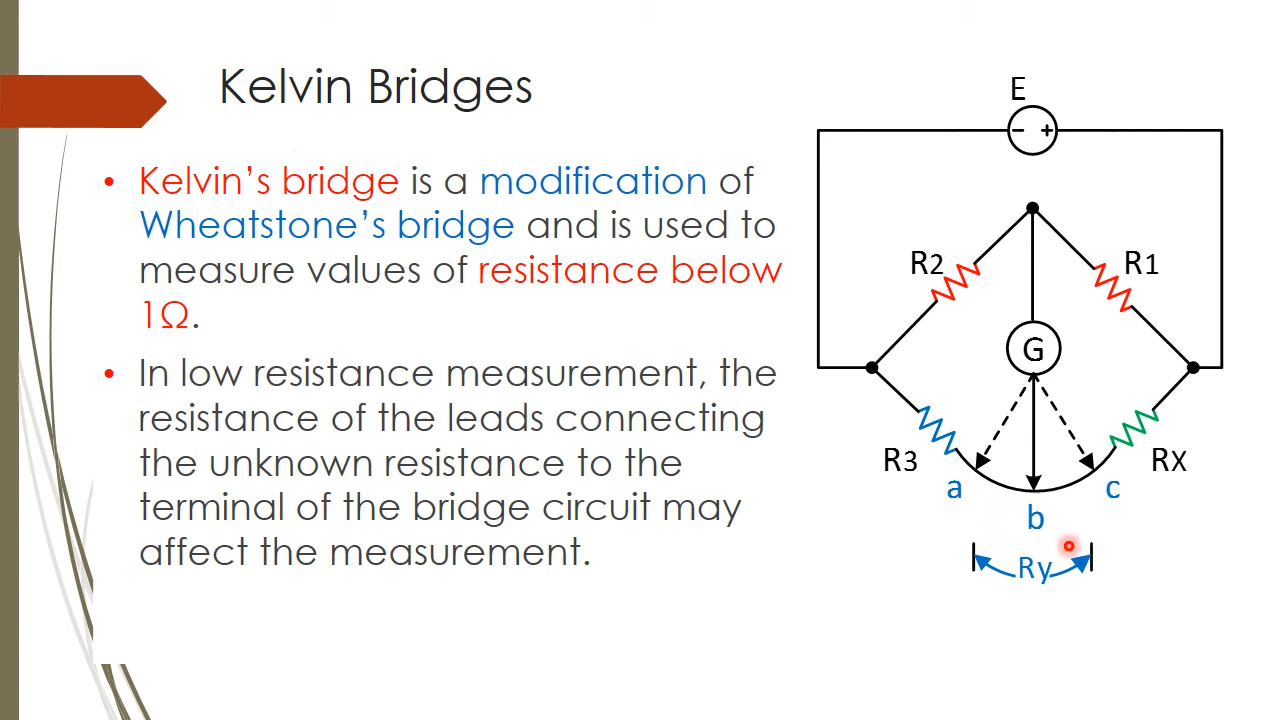 Kelvin Bridges
• Kelvin’s bridge is a modification of
Wheatstone’s bridge and is used to
measure values of resistance below
1Ω.
• In low resistance measurement, the
resistance of the leads connecting
the unknown resistance to the
terminal of the bridge circuit may
affect the measurement.
E
- +
R2
R1
G
R3
RX
a
c
b
Ry